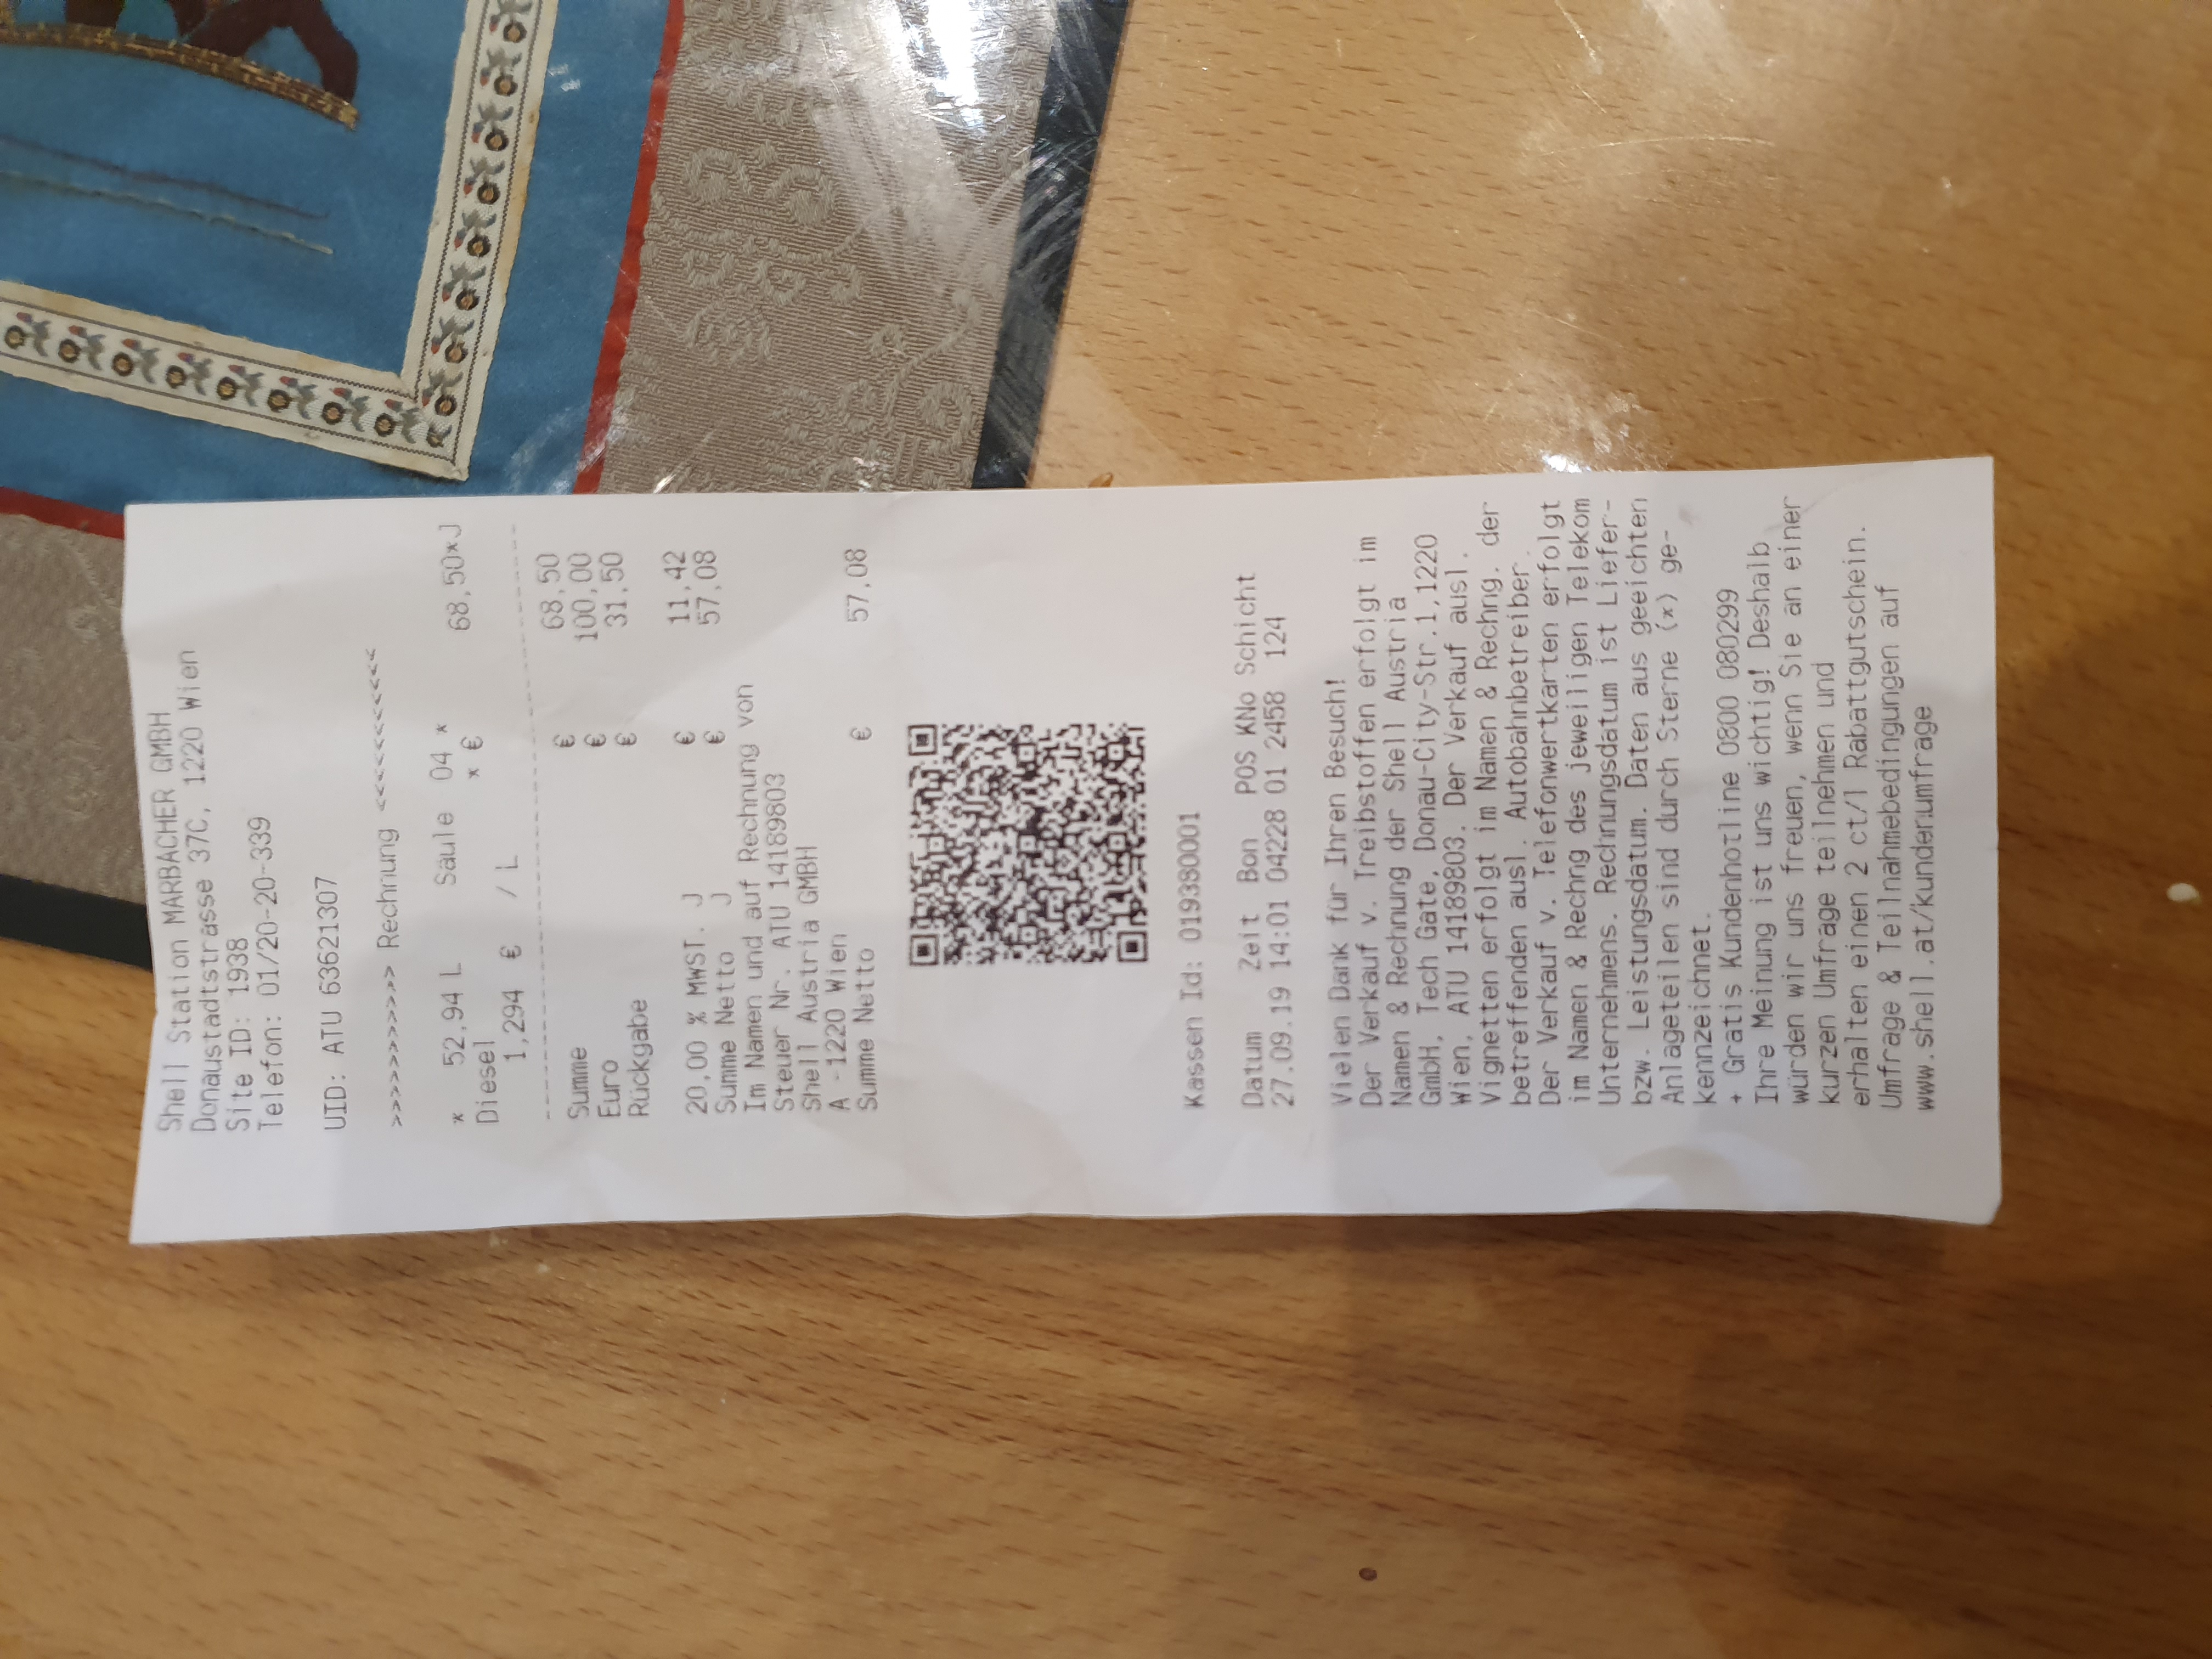 Shell Station MARBACHER GMBH
Donaustadtstrasse 37C, 1220 Wien
Site ID: 1938
Telefon: 01/20-20-339
UID: ATU 63621307
>>>>>>>>>>> Rechnung <<<<<<<<<<<
* 52,94 L Säule 04 *
Diesel * € 68,50*J
1,294 € / L
Summe € 68,50
Euro € 100,00
Rückgabe € 31,50
20,00 % MWST. J € 11,42
Summe Netto J € 57,08
Im Namen und auf Rechnung von
Steuer Nr. ATU 14189803
Shell Austria GMBH
A -1220 Wien
Summe Netto € 57,08
Kassen Id: 019380001
Datum Zeit Bon POS KNo Schicht
27.09.19 14:01 04228 01 2458 124
Vielen Dank für Ihren Besuch!
Der Verkauf v. Treibstoffen erfolgt im
Namen & Rechnung der Shell Austria
GmbH, Tech Gate, Donau-City-Str.1,1220
Wien, ATU 14189803. Der Verkauf ausl.
Vignetten erfolgt im Namen & Rechng. der
betreffenden ausl. Autobahnbetreiber.
Der Verkauf v. Telefonwertkarten erfolgt
im Namen & Rechng des jeweiligen Telekom
Unternehmens. Rechnungsdatum ist Liefer-
bzw. Leistungsdatum. Daten aus geeichten
Anlageteilen sind durch Sterne (*) ge-
kennzeichnet.
+ Gratis Kundenhotline 0800 080299
Ihre Meinung ist uns wichtig! Deshalb
würden wir uns freuen, wenn Sie an einer
kurzen Umfrage teilnehmen und
erhalten einen 2 ct/l Rabattgutschein.
Umfrage & Teilnahmebedingungen auf
www.shell.at/kundenumfrage